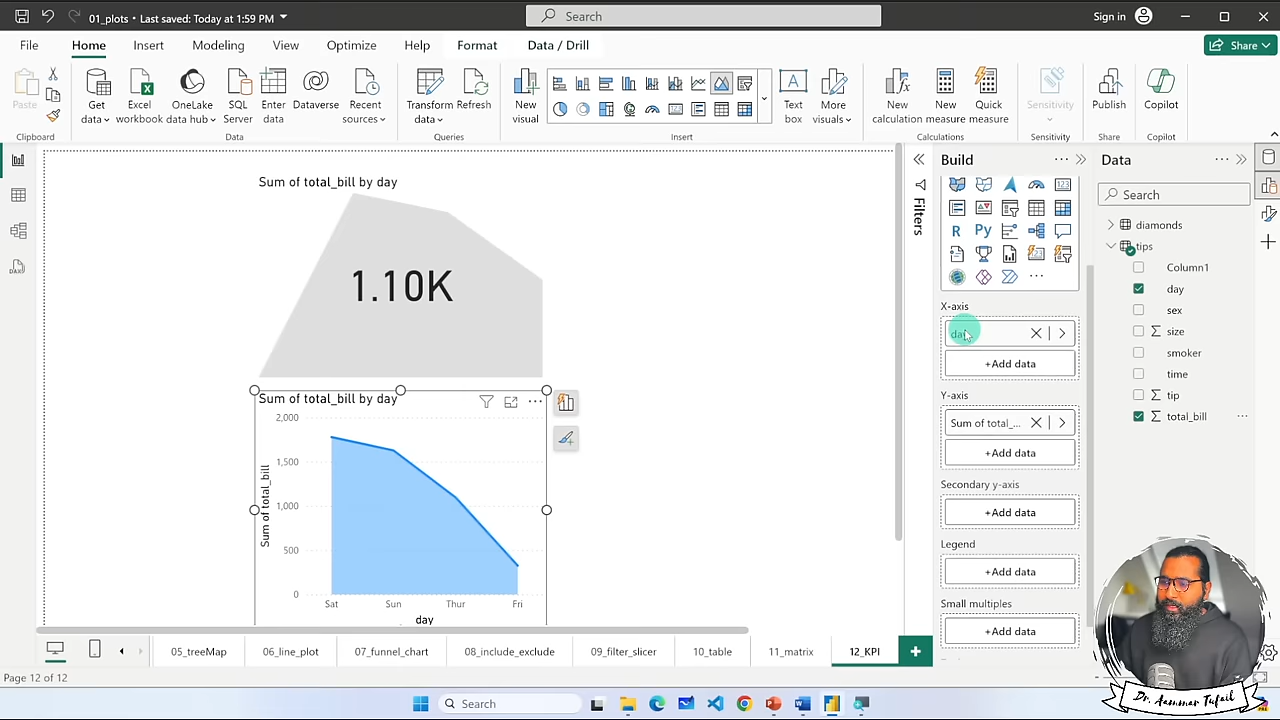 01_plots • Last saved: Today at 1:59 PM
Search
Sign in
File Home Insert Modeling View Optimize Help Format Data / Drill
Share
Paste
Get data
Excel workbook
OneLake data hub
SQL Server
Enter data
Dataverse
Recent sources
Transform data
Refresh
New visual
Text box
More visuals
New calculation
New measure
Quick measure
Sensitivity
Publish
Copilot
Clipboard
Data
Queries
Insert
Calculations
Sensitivity
Share
Copilot
Sum of total_bill by day
1.10K
Sum of total_bill by day
2,000
1,500
1,000
500
Sum of total_bill
Sat Sun Thur Fri
day
Filters
Build
R Py
X-axis
day
+Add data
Y-axis
Sum of total_...
+Add data
Secondary y-axis
+Add data
Legend
+Add data
Small multiples
+Add data
Data
Search
diamonds
tips
Column1
day
sex
size
smoker
time
tip
total_bill
05_treeMap 06_line_plot 07_funnel_chart 08_include_exclude 09_filter_slicer 10_table 11_matrix 12_KPI
Page 12 of 12
Search
Dr. Aammar Tufail